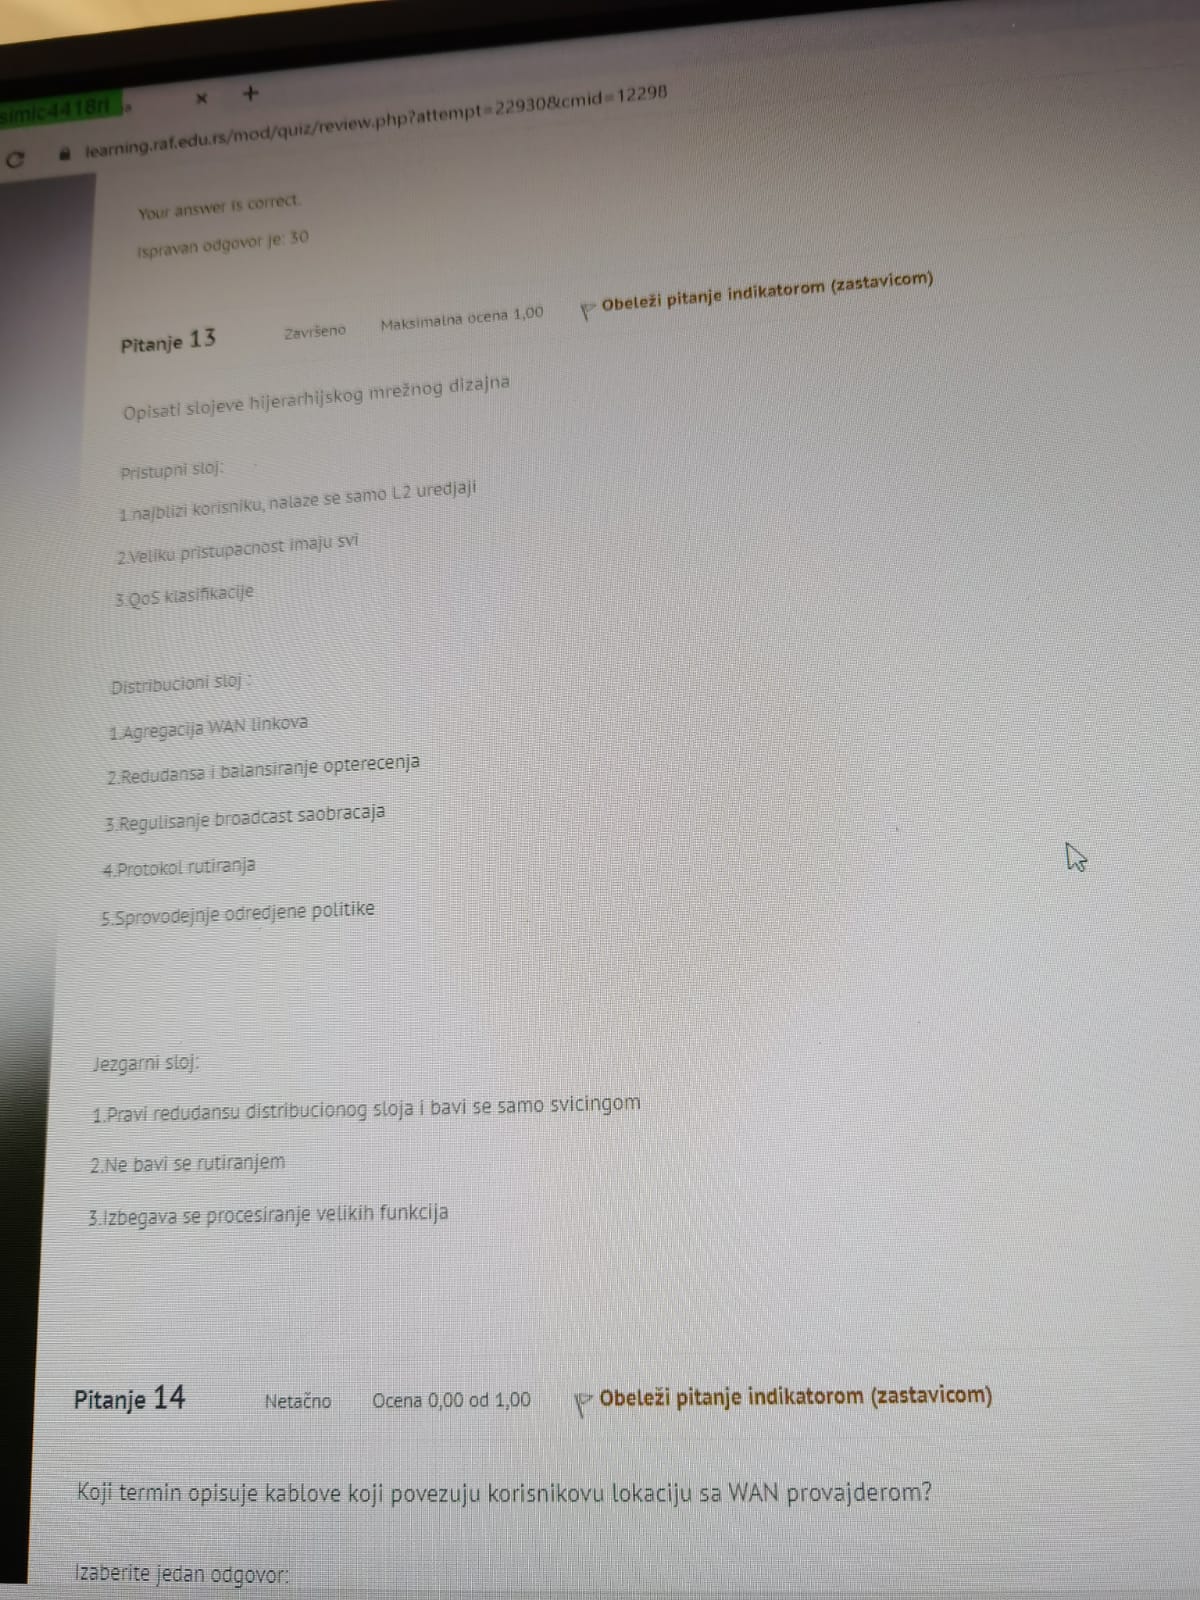 simic4418ri
learning.raf.edu.rs/mod/quiz/review.php?attempt=22930&cmid=12298
Your answer is correct.
Ispravan odgovor je: 30
Pitanje 13 Završeno Maksimalna ocena 1,00 Obeleži pitanje indikatorom (zastavicom)
Opisati slojeve hijerarhijskog mrežnog dizajna
Pristupni sloj:
1.najblizi korisniku, nalaze se samo L2 uredjaji
2.Veliku pristupacnost imaju svi
3.QoS klasifikacije
Distribucioni sloj :
1.Agregacija WAN linkova
2.Redudansa i balansiranje opterecenja
3.Regulisanje broadcast saobracaja
4.Protokol rutiranja
5.Sprovodejnje odredjene politike
Jezgarni sloj:
1.Pravi redudansu distribucionog sloja i bavi se samo svicingom
2.Ne bavi se rutiranjem
3.Izbegava se procesiranje velikih funkcija
Pitanje 14 Netačno Ocena 0,00 od 1,00 Obeleži pitanje indikatorom (zastavicom)
Koji termin opisuje kablove koji povezuju korisnikovu lokaciju sa WAN provajderom?
Izaberite jedan odgovor: